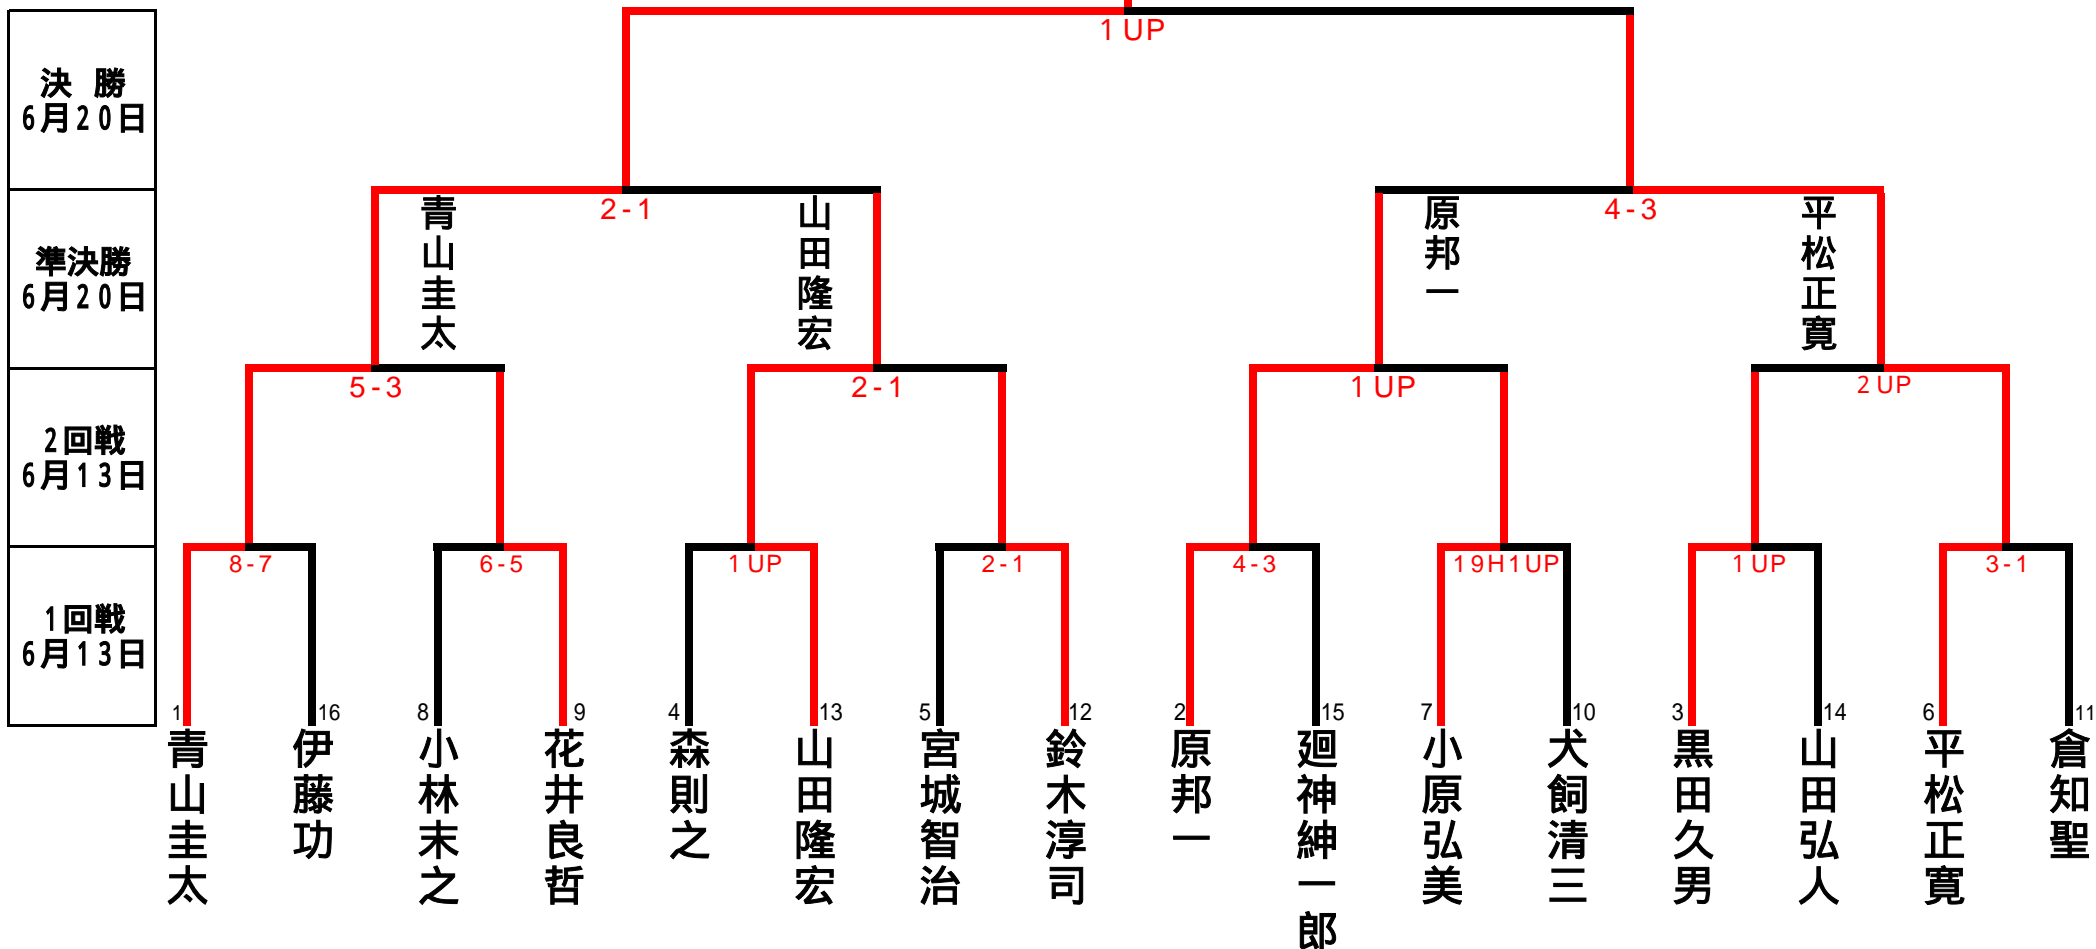 1 UP
決 勝
6月20日
2-1
4-3
青山圭太
山田隆宏
原邦一
平松正寛
準決勝
6月20日
5-3
2-1
1 UP
2 UP
2回戦
6月13日
8-7
6-5
1 UP
2-1
4-3
19H1UP
1 UP
3-1
1回戦
6月13日
1
16
8
9
4
13
5
12
2
15
7
10
3
14
6
11
青山圭太
伊藤功
小林末之
花井良哲
森則之
山田隆宏
宮城智治
鈴木淳司
原邦一
廻神紳一郎
小原弘美
犬飼清三
黒田久男
山田弘人
平松正寛
倉知聖